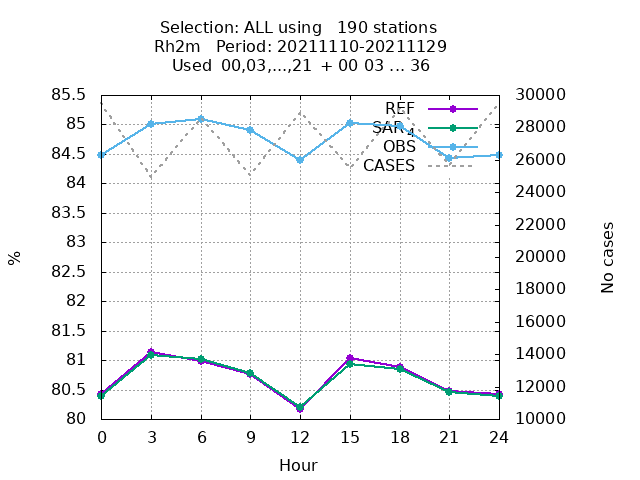 Selection: ALL using   190 stations
Rh2m   Period: 20211110-20211129
Used  00,03,...,21  + 00 03 ... 36
85.5
85
84.5
84
83.5
83
82.5
82
81.5
81
80.5
80
30000
28000
26000
24000
22000
20000
18000
16000
14000
12000
10000
REF
SAR_4
OBS
CASES
%
No cases
0 3 6 9 12 15 18 21 24
Hour